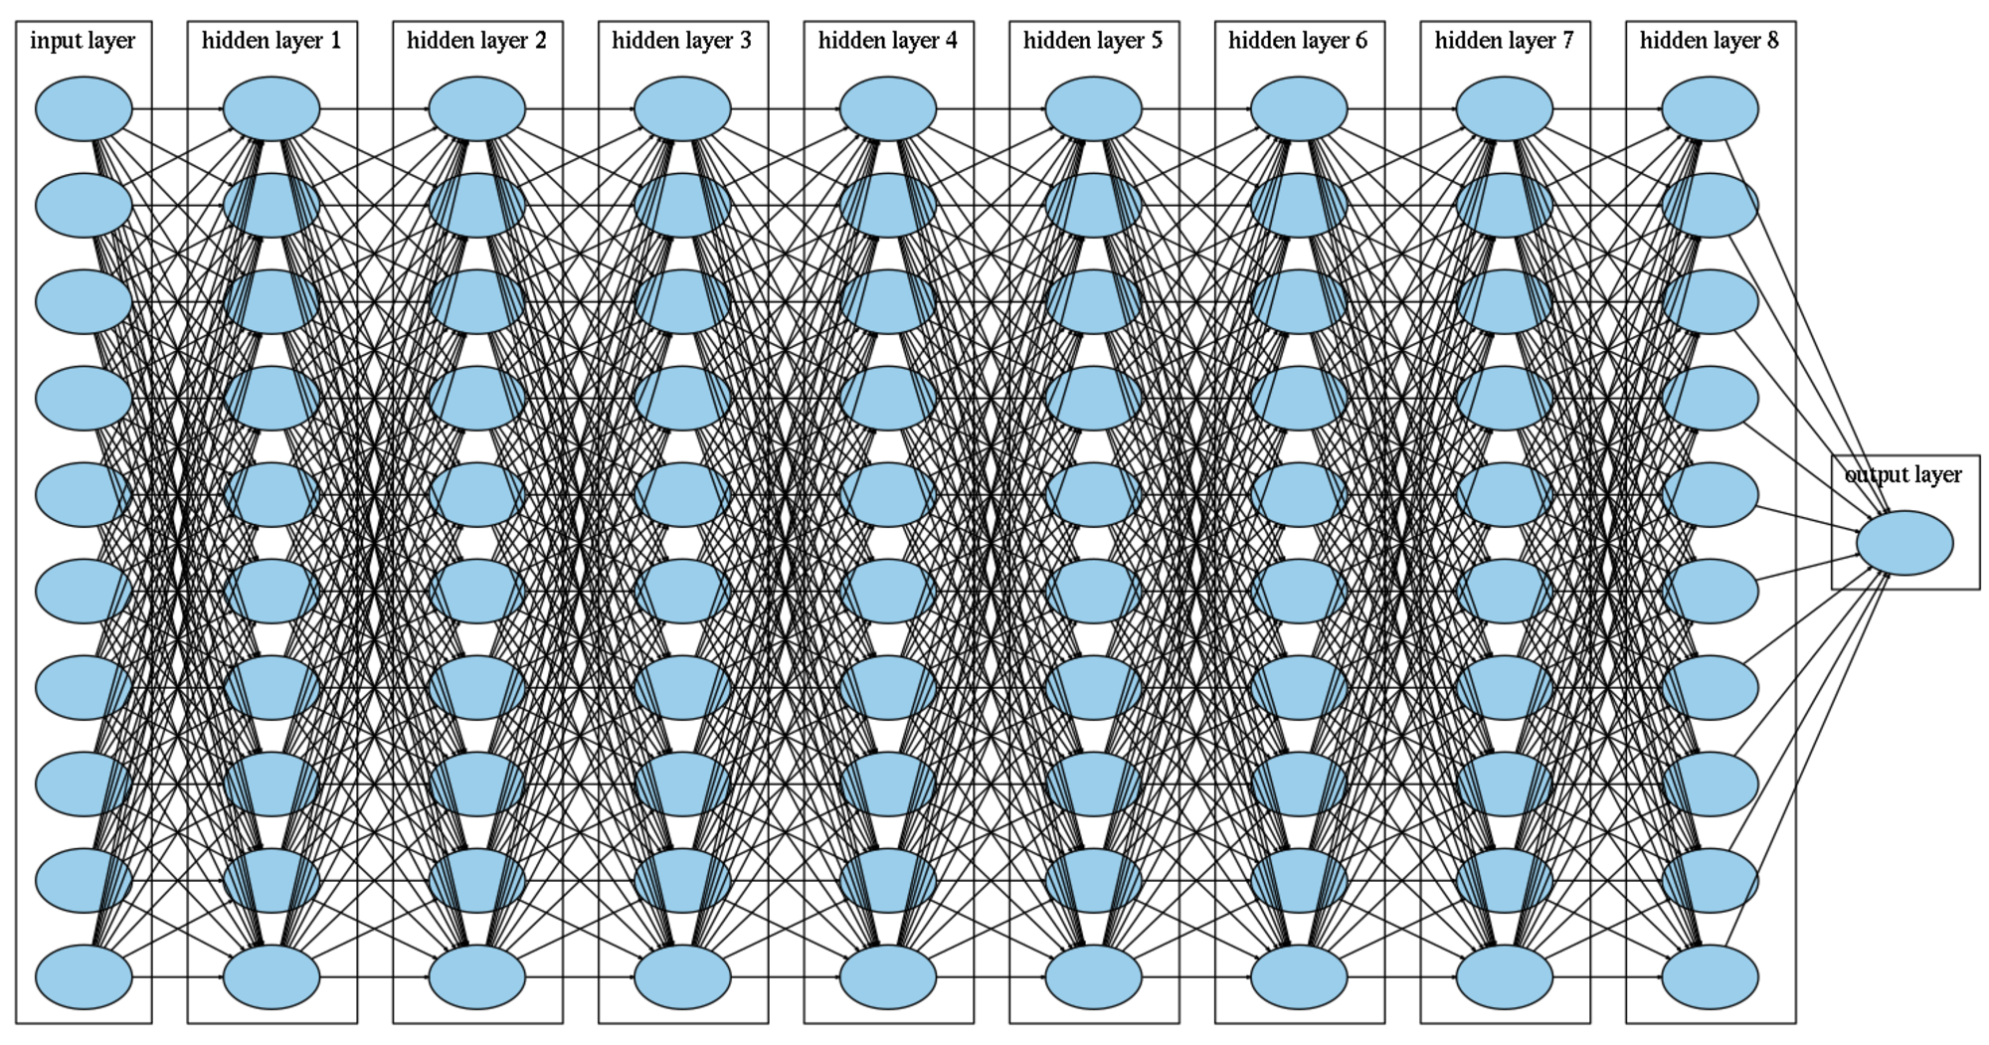 input layer
hidden layer 1
hidden layer 2
hidden layer 3
hidden layer 4
hidden layer 5
hidden layer 6
hidden layer 7
hidden layer 8
output layer